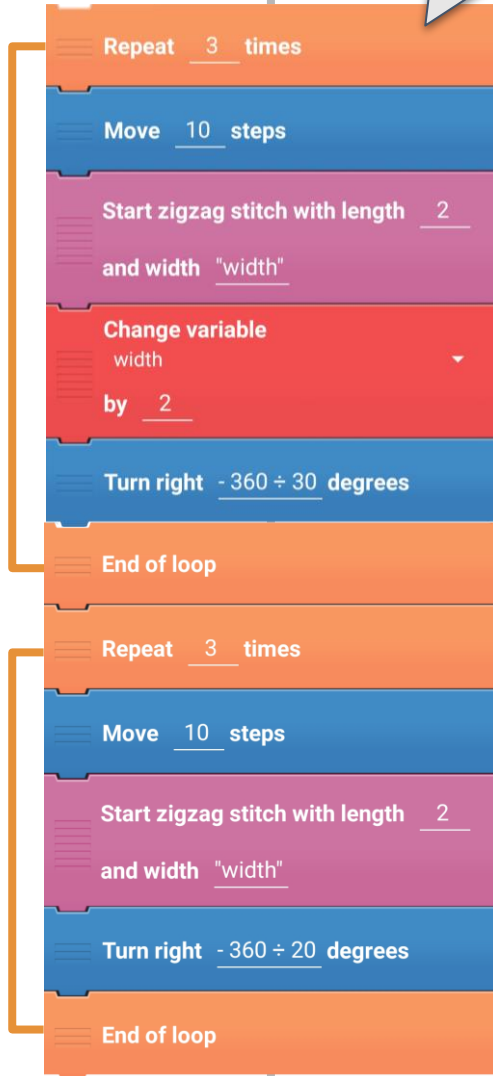 Repeat 3 times
Move 10 steps
Start zigzag stitch with length 2
and width "width"
Change variable
width
by 2
Turn right - 360 ÷ 30 degrees
End of loop
Repeat 3 times
Move 10 steps
Start zigzag stitch with length 2
and width "width"
Turn right - 360 ÷ 20 degrees
End of loop